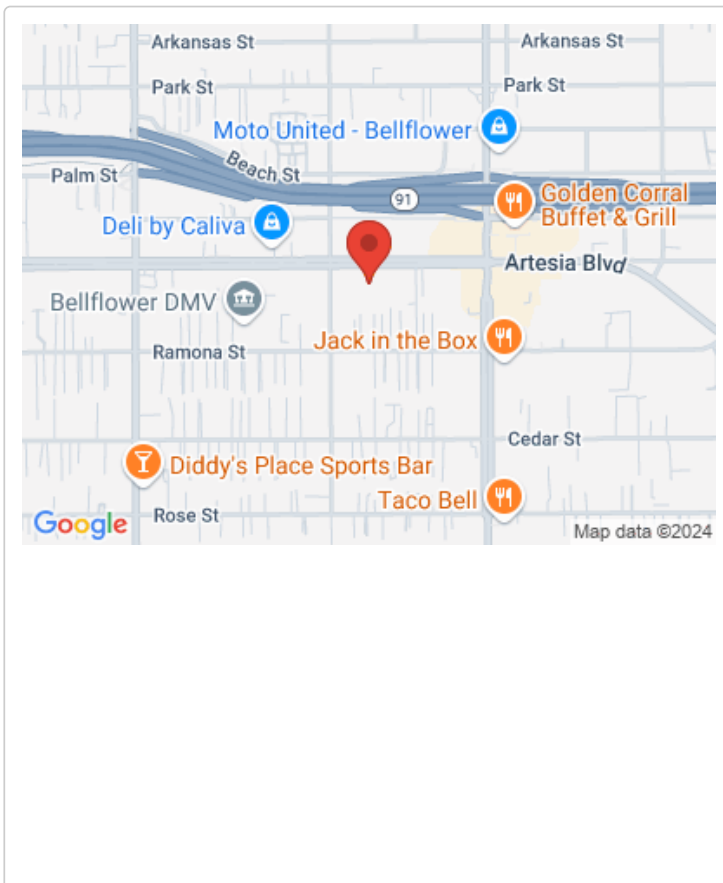 Arkansas St
Arkansas St
Park St
Park St
Moto United - Bellflower
Beach St
Palm St
91
Golden Corral
Buffet & Grill
Deli by Caliva
Artesia Blvd
Bellflower DMV
Jack in the Box
Ramona St
Cedar St
Diddy's Place Sports Bar
Taco Bell
Rose St
Google
Map data ©2024